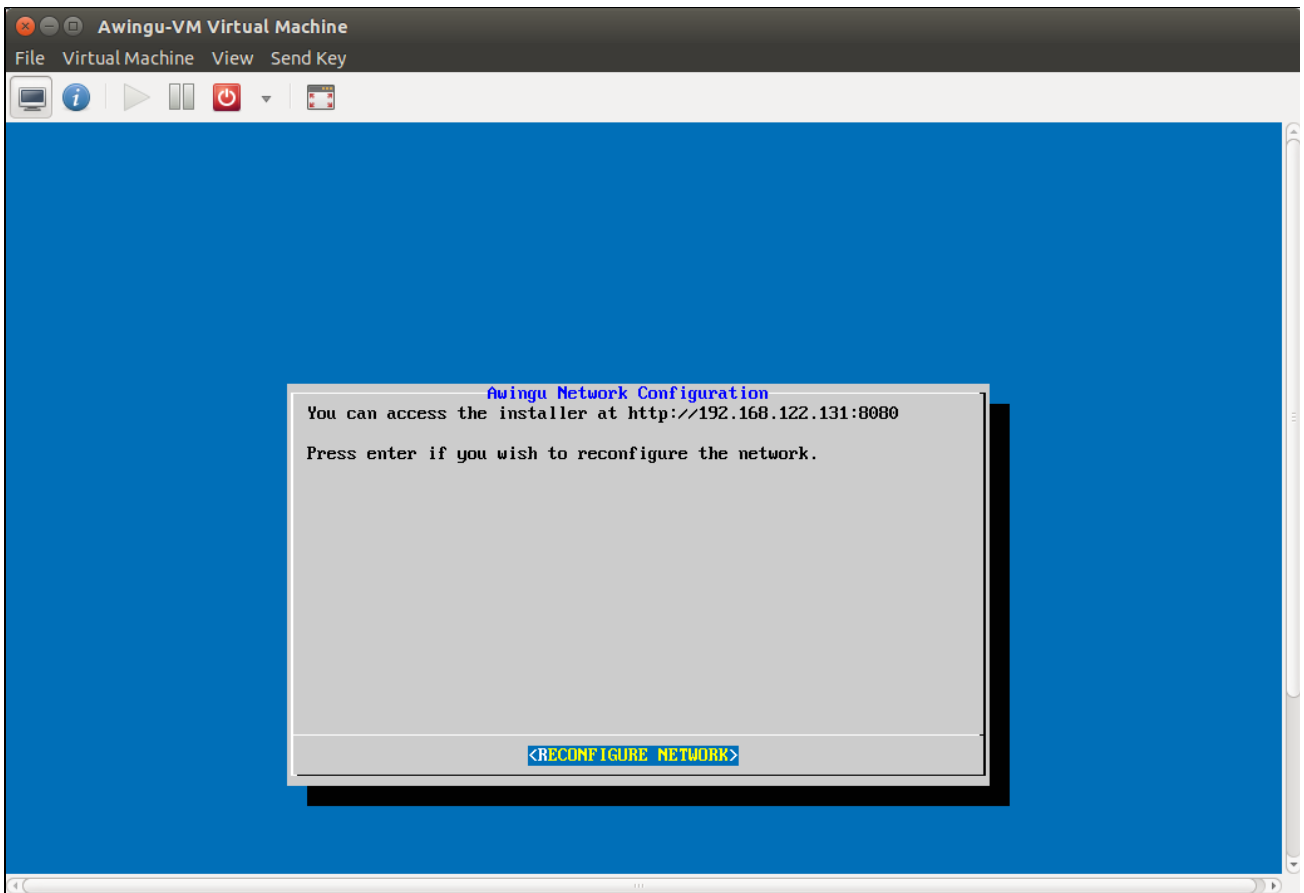 Awingu-VM Virtual Machine
File Virtual Machine View Send Key
i
Awingu Network Configuration
You can access the installer at http://192.168.122.131:8080
Press enter if you wish to reconfigure the network.
<RECONFIGURE NETWORK>